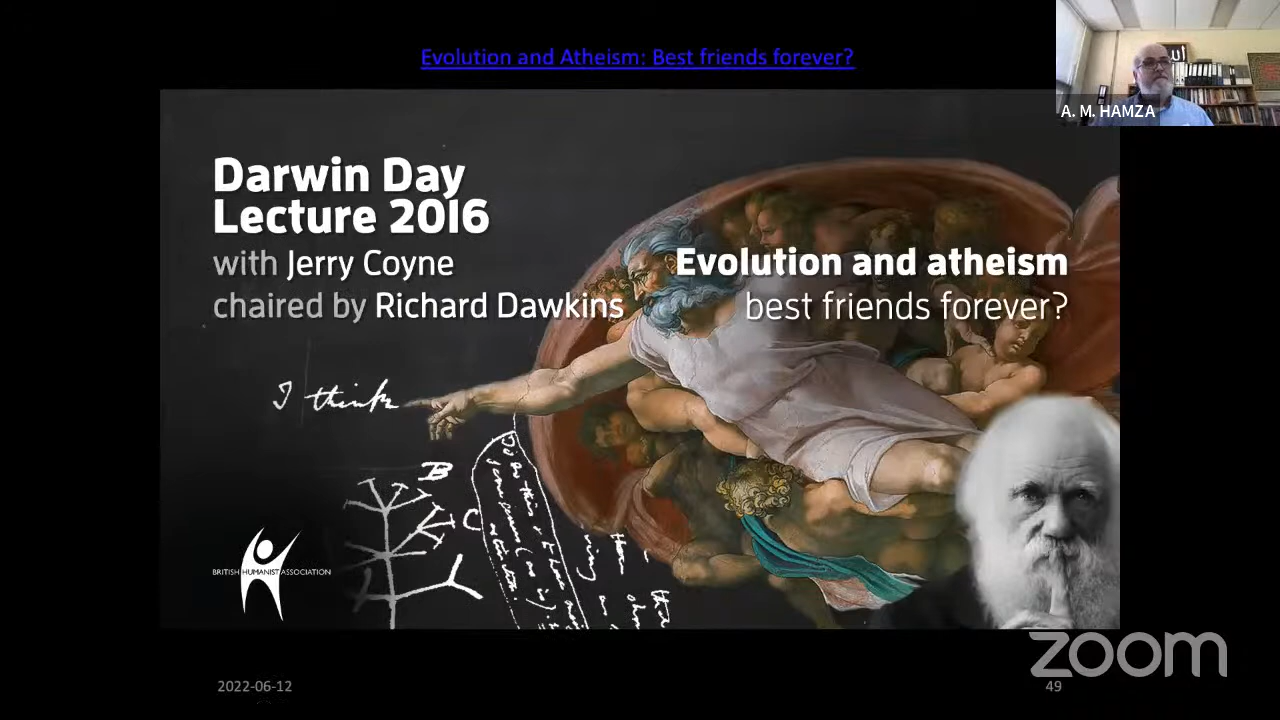 Evolution and Atheism: Best friends forever?
A. M. HAMZA
Darwin Day
Lecture 2016
with Jerry Coyne
chaired by Richard Dawkins
Evolution and atheism
best friends forever?
I think
B
C
BRITISH HUMANIST ASSOCIATION
zoom
2022-06-12
49